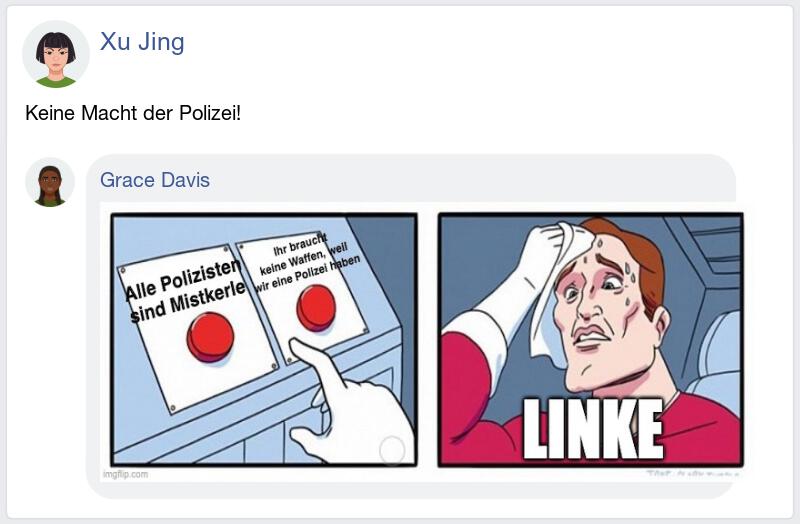 Xu Jing
Keine Macht der Polizei!
Grace Davis
Alle Polizisten
sind Mistkerle
Ihr braucht
keine Waffen, weil
wir eine Polizei haben
LINKE
imgflip.com